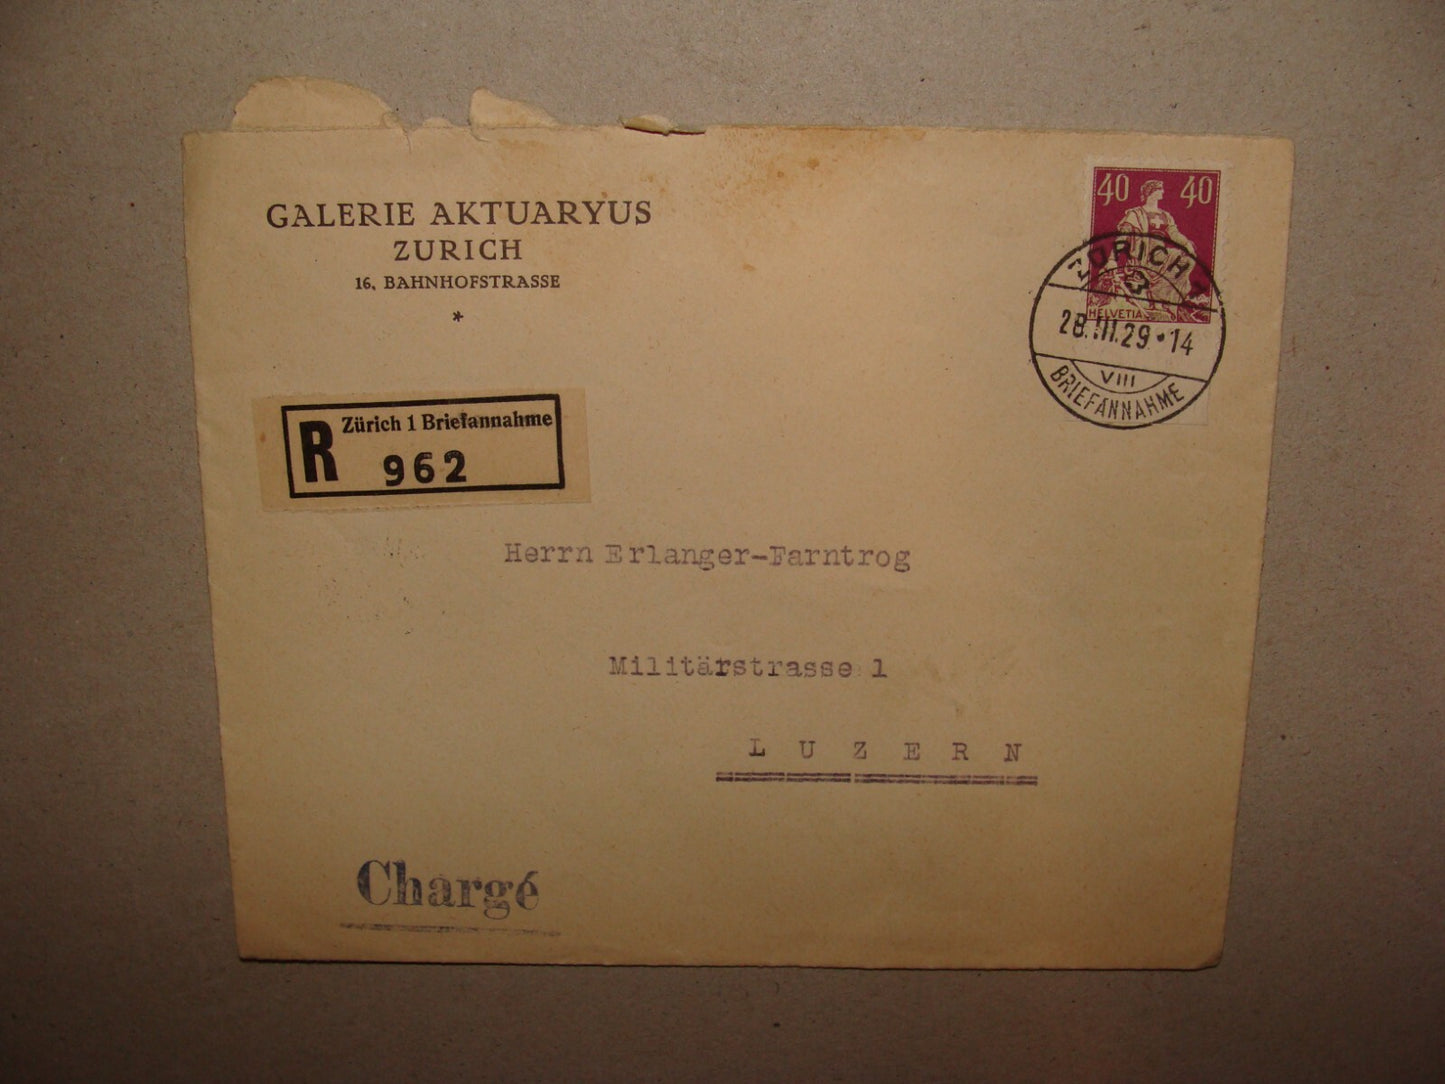 GALERIE AKTUARYUS
ZURICH
16, BAHNHOFSTRASSE
*
40 40
HELVETIA
ZÜRICH 1
28.III.29·14
VIII
BRIEFANNAHME
R Zürich 1 Briefannahme
962
Herrn Erlanger-Farntrog
Militärstrasse 1
LUZERN
Chargé